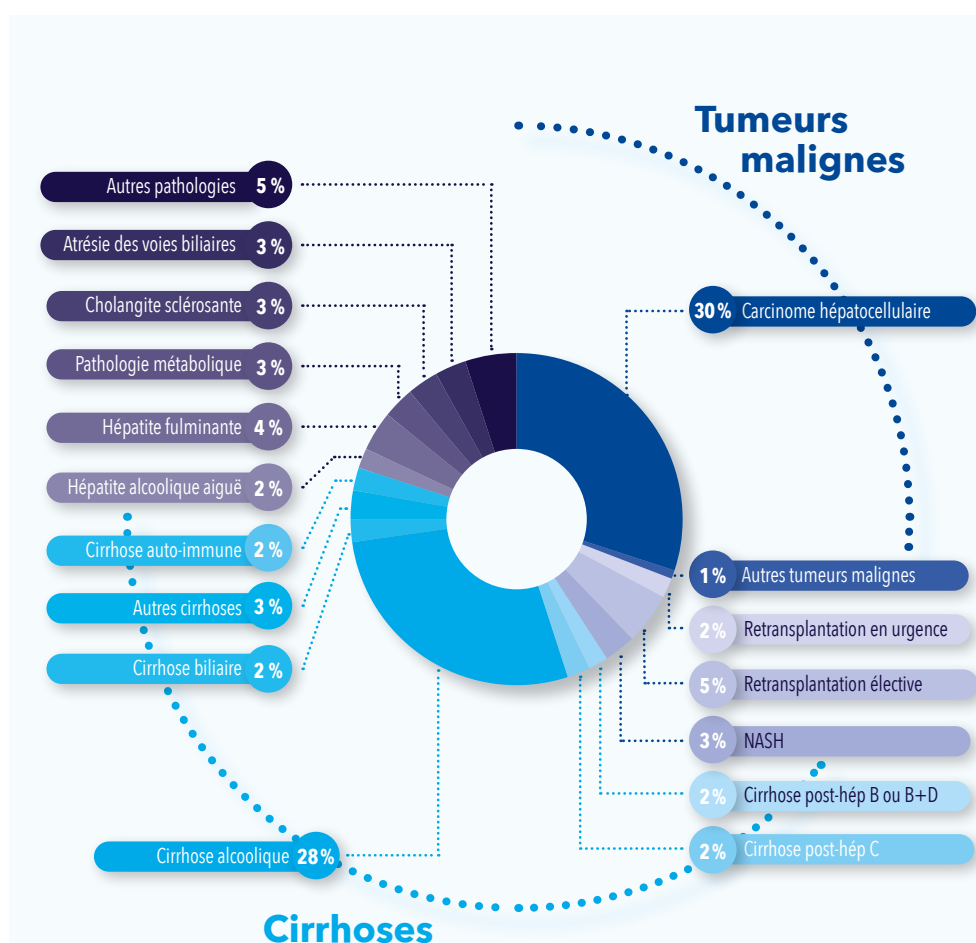 Tumeurs
malignes
Autres pathologies 5 %
Atrésie des voies biliaires 3 %
Cholangite sclérosante 3 %
Pathologie métabolique 3 %
Hépatite fulminante 4 %
Hépatite alcoolique aiguë 2 %
Cirrhose auto-immune 2 %
Autres cirrhoses 3 %
Cirrhose biliaire 2 %
Cirrhose alcoolique 28 %
30 % Carcinome hépatocellulaire
1 % Autres tumeurs malignes
2 % Retransplantation en urgence
5 % Retransplantation élective
3 % NASH
2 % Cirrhose post-hép B ou B+D
2 % Cirrhose post-hép C
Cirrhoses